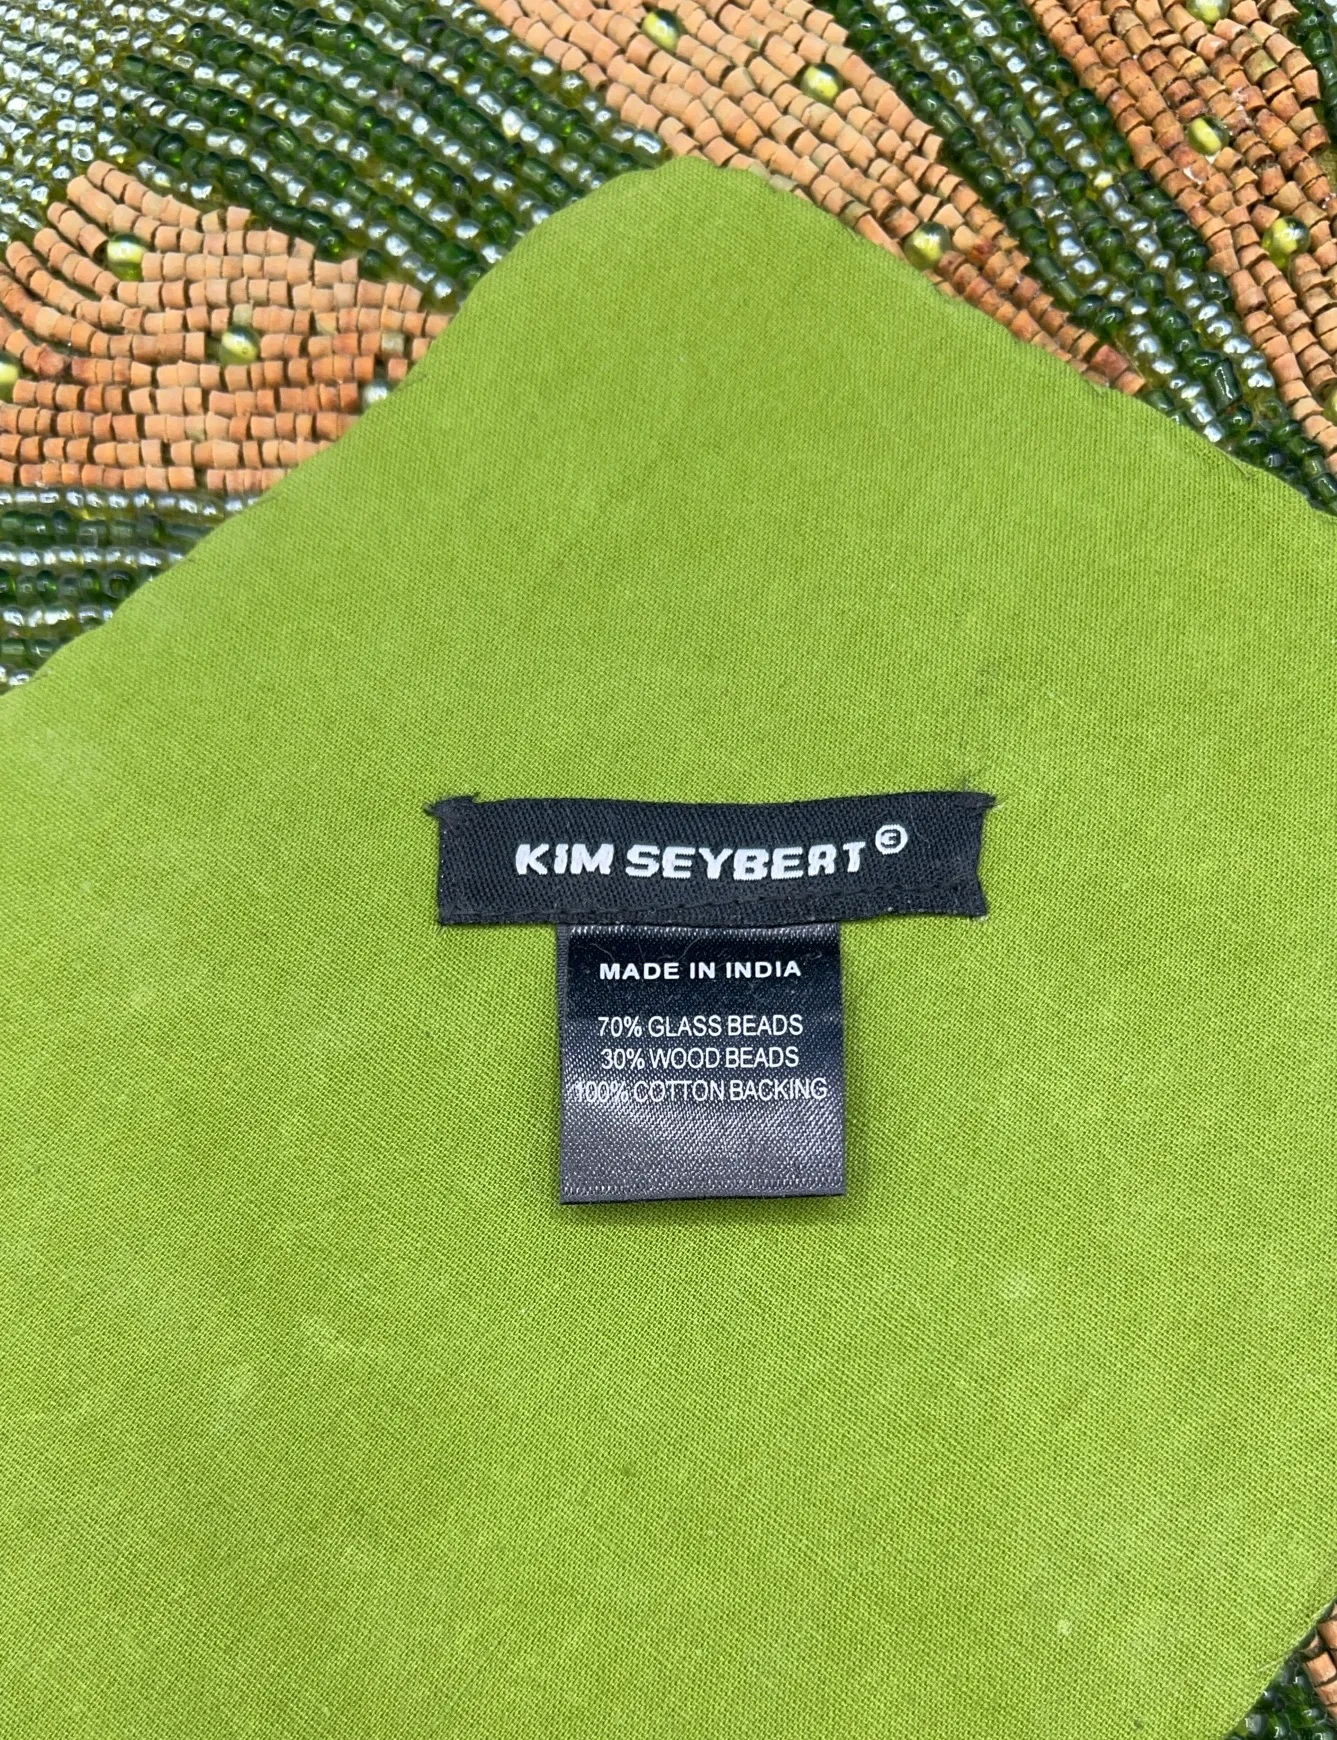 KIM SEYBERT©
MADE IN INDIA
70% GLASS BEADS
30% WOOD BEADS
100% COTTON BACKING